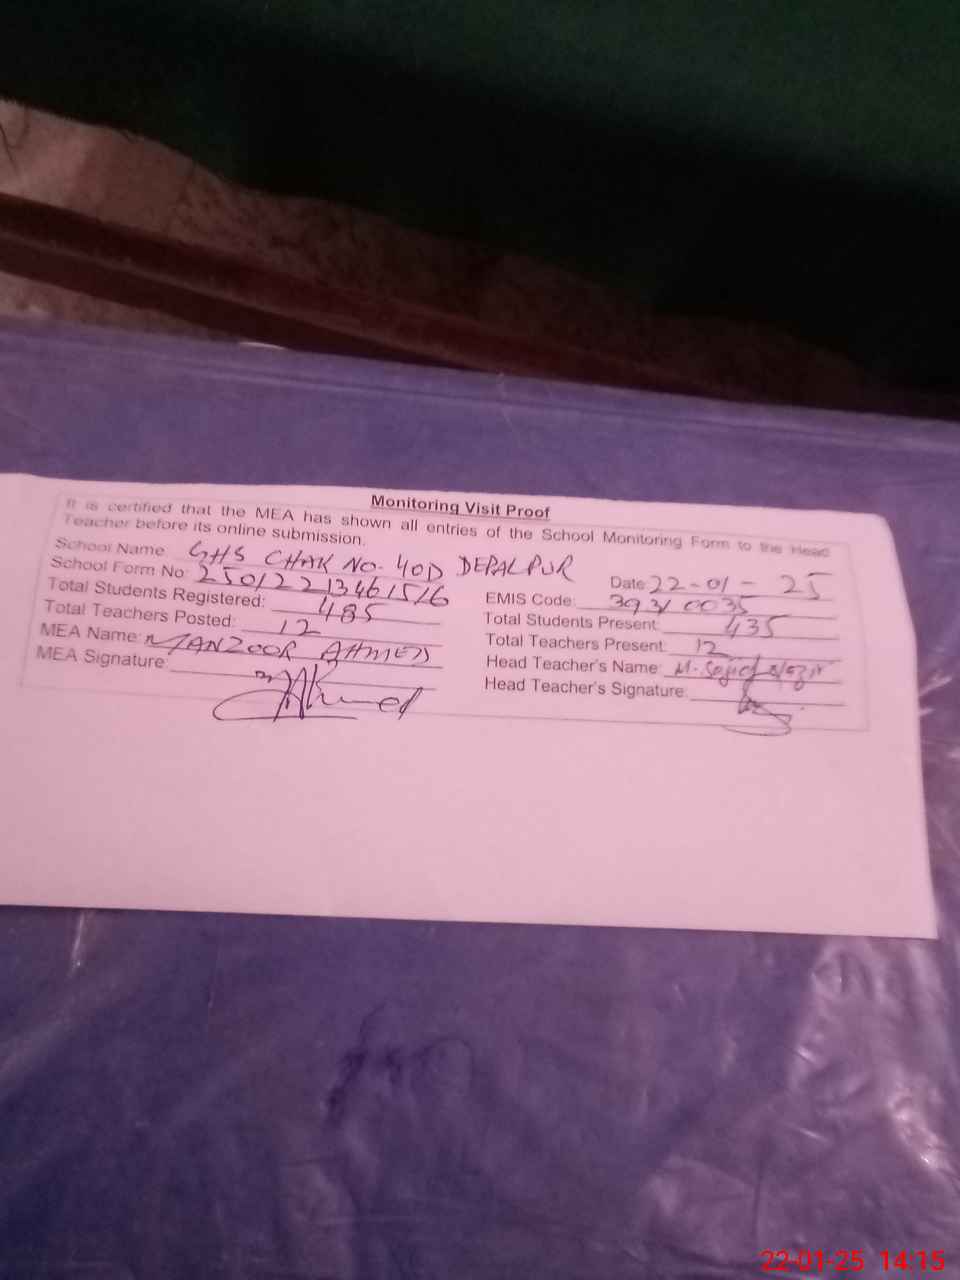 Monitoring Visit Proof
It is certified that the MEA has shown all entries of the School Monitoring Form to the Head
Teacher before its online submission.
School Name GHS CHAK NO. 40D DEPALPUR
Date: 22-01-25
School Form No: 25012213461516
EMIS Code: 39310035
Total Students Registered: 485
Total Students Present: 435
Total Teachers Posted: 12
Total Teachers Present: 12
MEA Name: MANZOOR AHMED
Head Teacher's Name: M. Sajid
MEA Signature: Ahmed
Head Teacher's Signature:
22-01-25 14:15